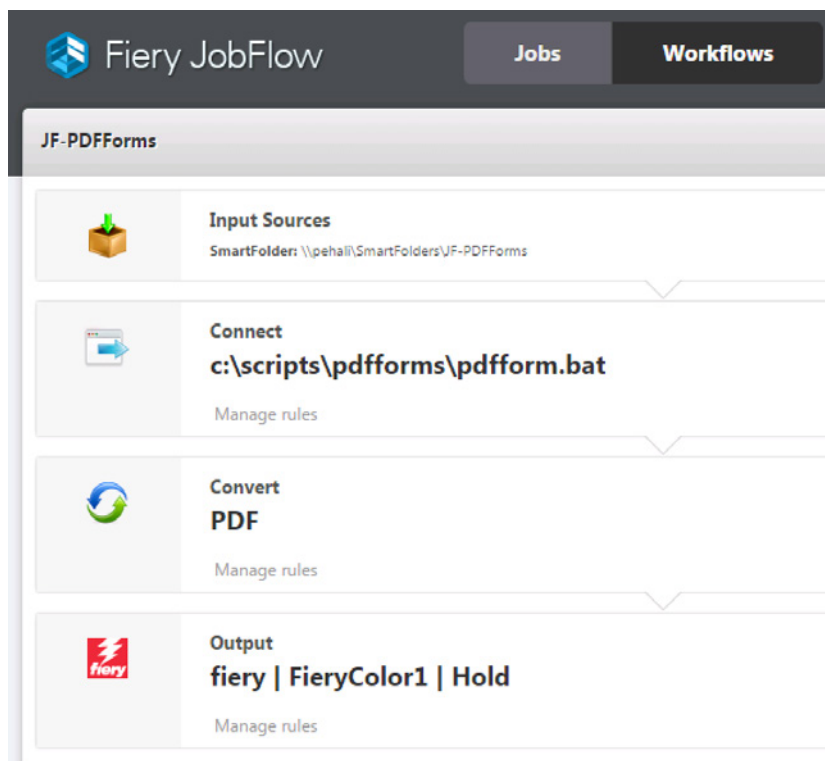 Fiery JobFlow
Jobs
Workflows
JF-PDFForms
Input Sources
SmartFolder: \\pehali\SmartFolders\JF-PDFForms
Connect
c:\scripts\pdfforms\pdfform.bat
Manage rules
Convert
PDF
Manage rules
fiery
Output
fiery | FieryColor1 | Hold
Manage rules